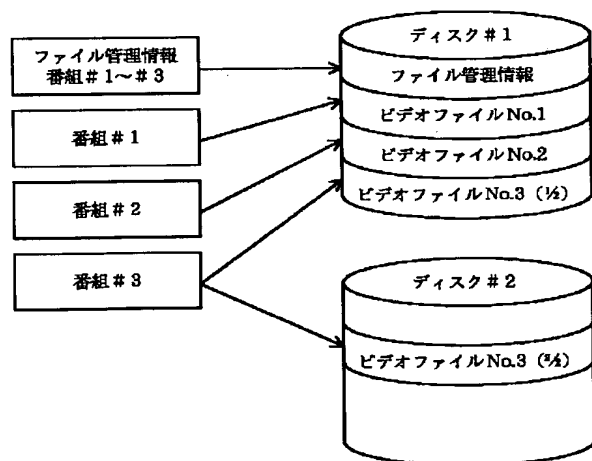 ファイル管理情報
番組#1~#3
番組#1
番組#2
番組#3
ディスク#1
ファイル管理情報
ビデオファイルNo.1
ビデオファイルNo.2
ビデオファイルNo.3 (½)
ディスク#2
ビデオファイルNo.3 (²⁄₂)